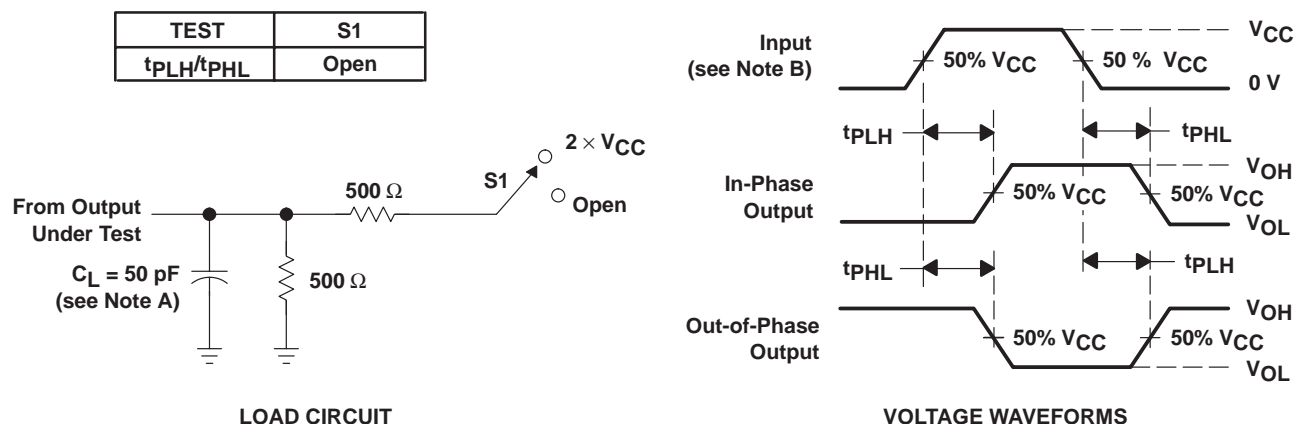 TEST S1
tPLH/tPHL Open
2 × VCC
S1
500 Ω
Open
From Output
Under Test
CL = 50 pF
(see Note A)
500 Ω
LOAD CIRCUIT
Input
(see Note B)
50% VCC
50 % VCC
VCC
0 V
tPLH
tPHL
In-Phase
Output
50% VCC
50% VCC
VOH
VOL
tPHL
tPLH
Out-of-Phase
Output
50% VCC
50% VCC
VOH
VOL
VOLTAGE WAVEFORMS